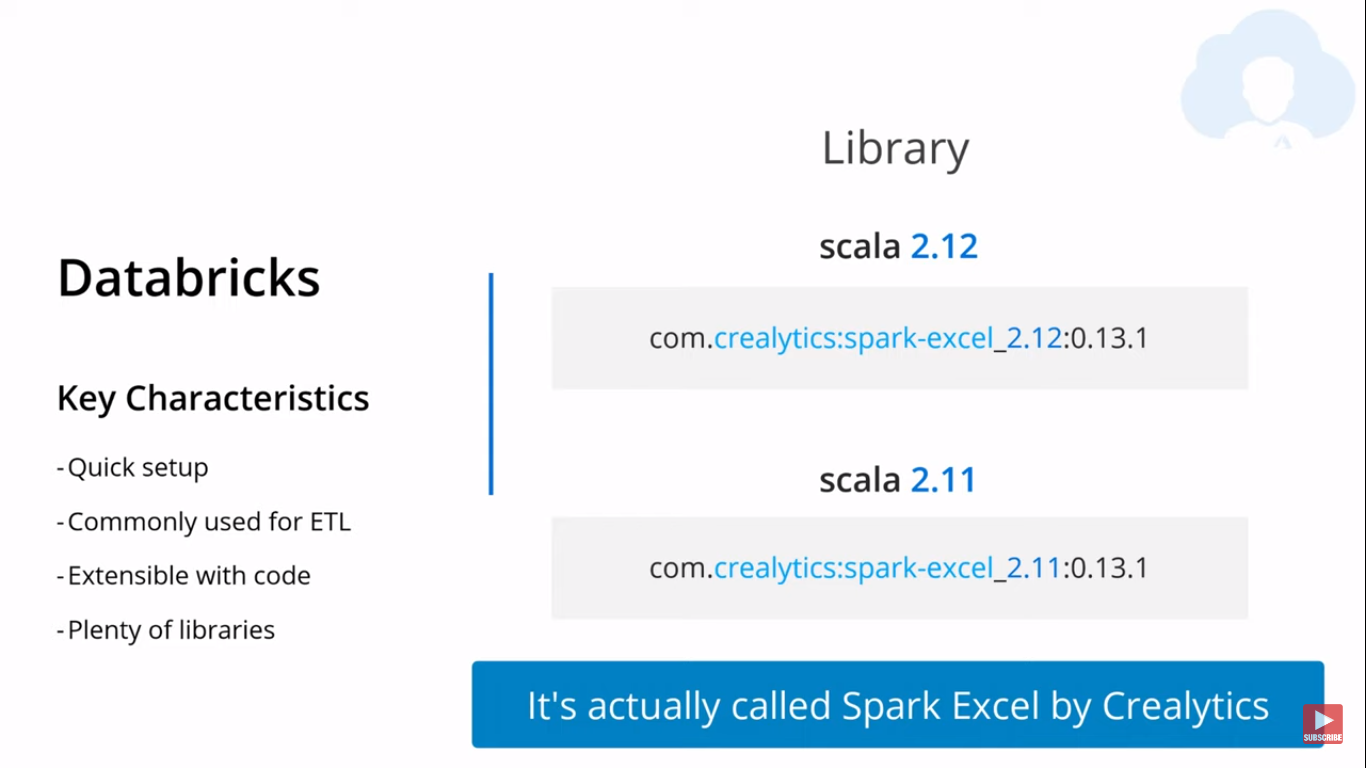 Databricks
Key Characteristics
-Quick setup
-Commonly used for ETL
-Extensible with code
-Plenty of libraries
Library
scala 2.12
com.crealytics:spark-excel_2.12:0.13.1
scala 2.11
com.crealytics:spark-excel_2.11:0.13.1
It's actually called Spark Excel by Crealytics
SUBSCRIBE